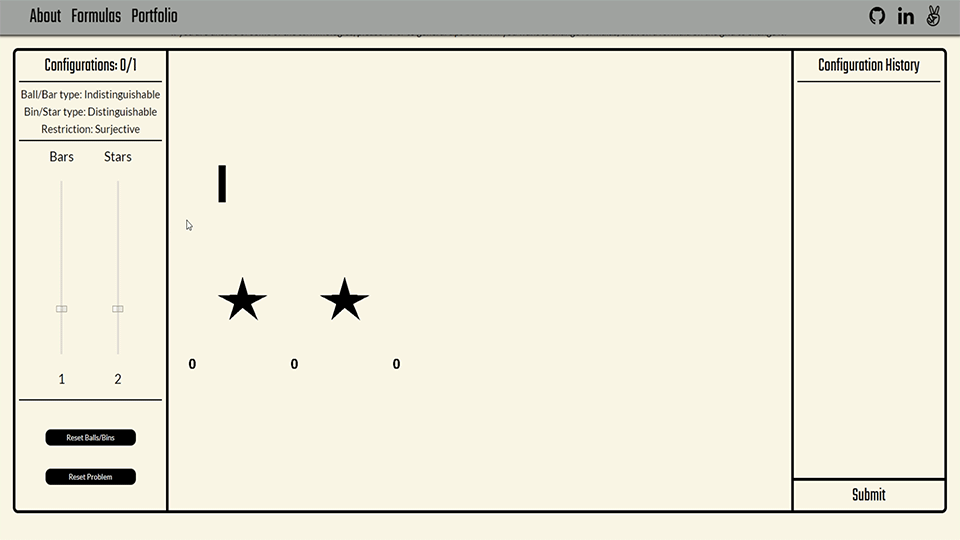 About Formulas Portfolio
Configurations: 0/1
Ball/Bar type: Indistinguishable
Bin/Star type: Distinguishable
Restriction: Surjective
Bars Stars
1 2
Reset Balls/Bins
Reset Problem
0 0 0
Configuration History
Submit